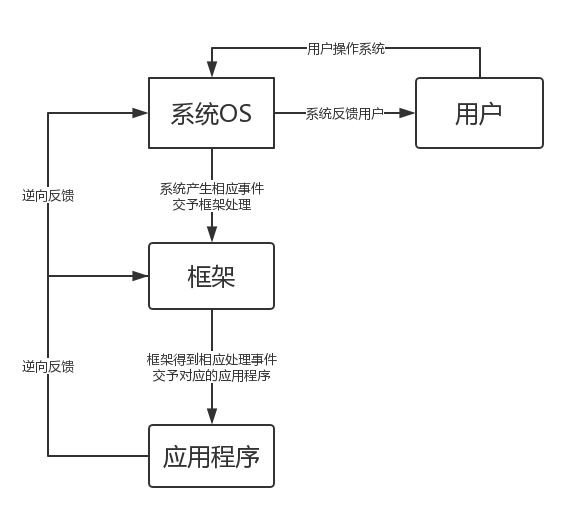 用户操作系统
系统OS
系统反馈用户
用户
系统产生相应事件
交予框架处理
逆向反馈
框架
框架得到相应处理事件
交予对应的应用程序
逆向反馈
应用程序